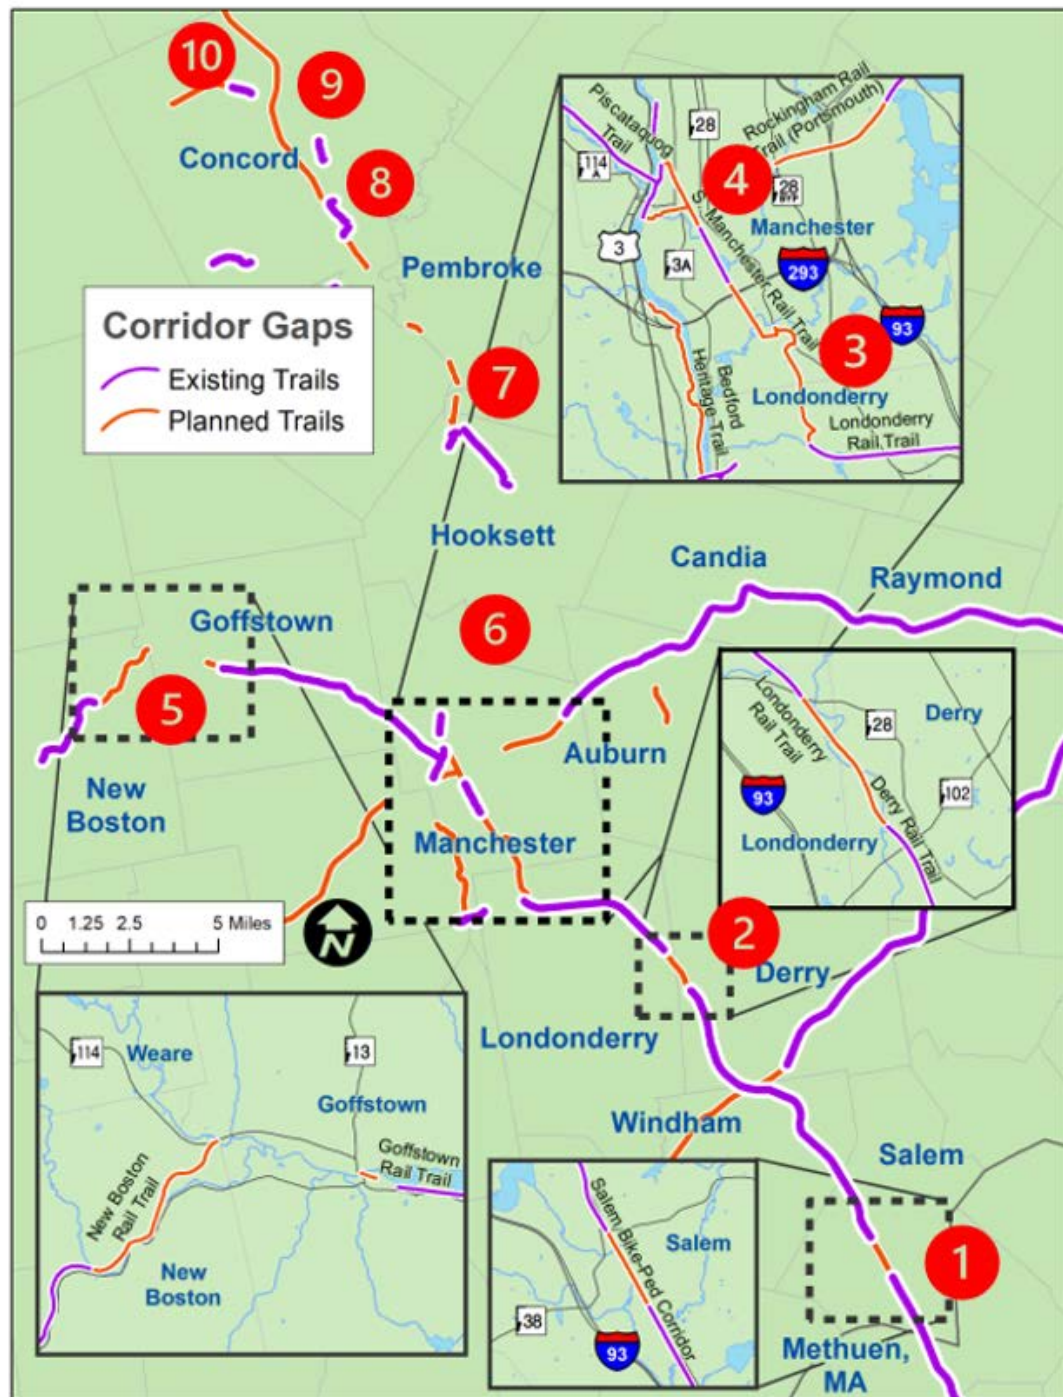 10
9
Concord
8
Pembroke
Corridor Gaps
Existing Trails
Planned Trails
7
Hooksett
Piscataquog
Trail
28
Rockingham Rail
Trail (Portsmouth)
114
A
4
28
BYP
S. Manchester Rail Trail
Manchester
3
3A
293
93
3
Bedford
Heritage Trail
Londonderry
Londonderry
Rail Trail
Candia
Raymond
Goffstown
6
5
Auburn
New
Boston
Manchester
Londonderry
Rail Trail
28
Derry
93
102
Londonderry
Derry Rail Trail
0 1.25 2.5 5 Miles
N
2
Derry
Londonderry
Windham
Salem
114
Weare
13
Goffstown
Goffstown
Rail Trail
New Boston
Rail Trail
New
Boston
Salem Bike-Ped Corridor
Salem
38
93
1
Methuen,
MA